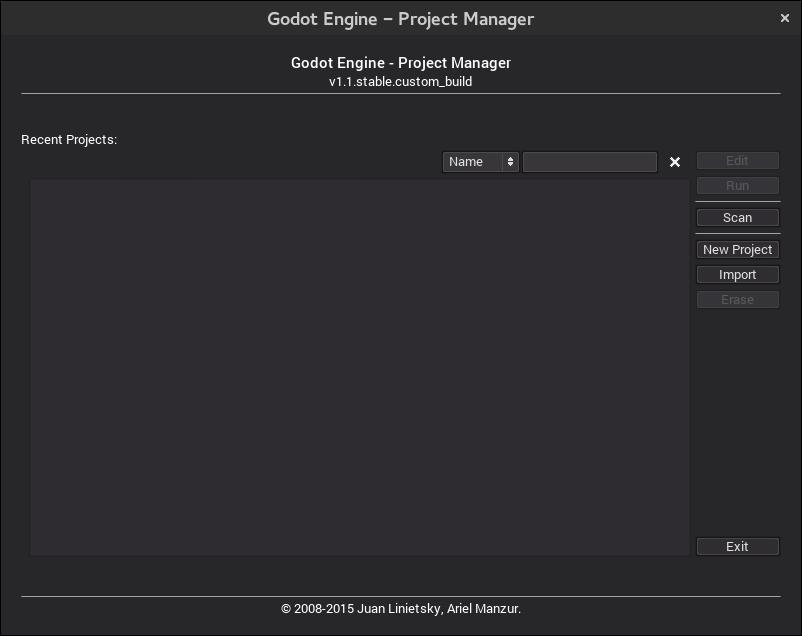 Godot Engine – Project Manager
Godot Engine - Project Manager
v1.1.stable.custom_build
Recent Projects:
Name
Edit
Run
Scan
New Project
Import
Erase
Exit
© 2008-2015 Juan Linietsky, Ariel Manzur.